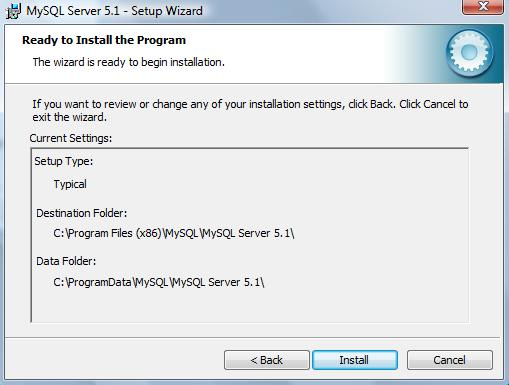 MySQL Server 5.1 - Setup Wizard
Ready to Install the Program
The wizard is ready to begin installation.
If you want to review or change any of your installation settings, click Back. Click Cancel to
exit the wizard.
Current Settings:
Setup Type:
Typical
Destination Folder:
C:\Program Files (x86)\MySQL\MySQL Server 5.1\
Data Folder:
C:\ProgramData\MySQL\MySQL Server 5.1\
< Back
Install
Cancel